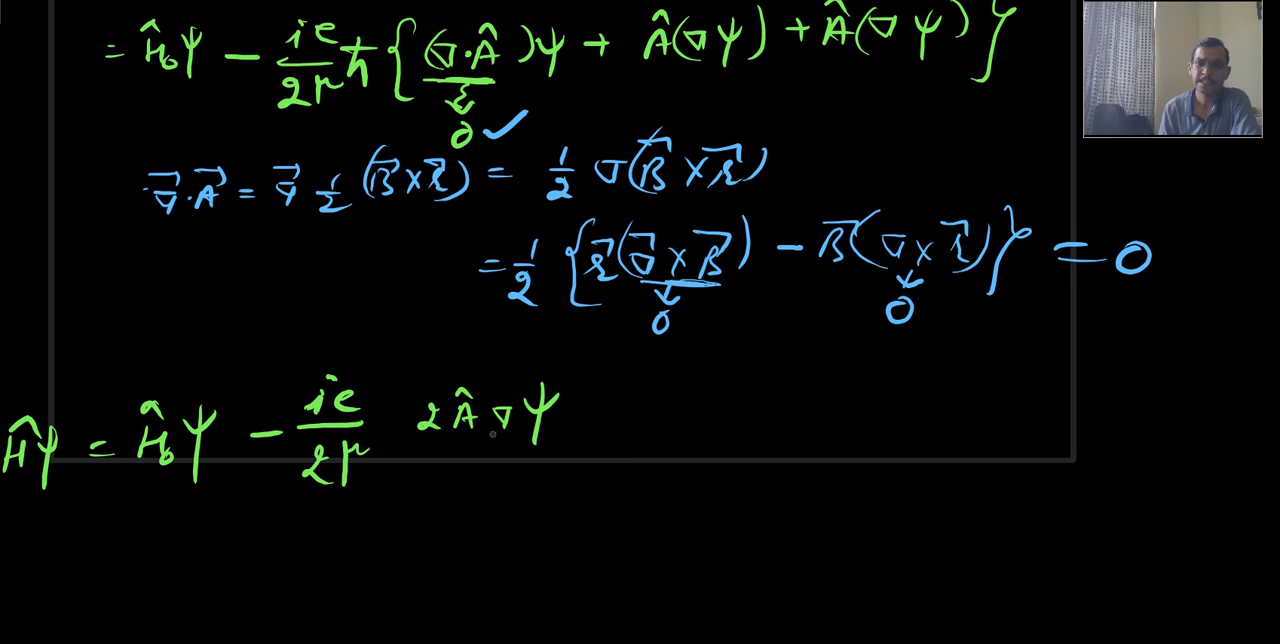 = Ĥ₀ψ − ie/2μ ħ { (∇·Â)ψ + Â(∇ψ) + Â(∇ψ) }
↓
0 ✓
∇⃗·A⃗ = ∇⃗ 1/2 (B⃗×r⃗) = 1/2 ∇(B⃗×r⃗)
= 1/2 { r⃗(∇⃗×B⃗) − B⃗(∇×r⃗) } = 0
↓ ↓
0 0
Ĥψ = Ĥ₀ψ − ie/2μ 2Â∇ψ